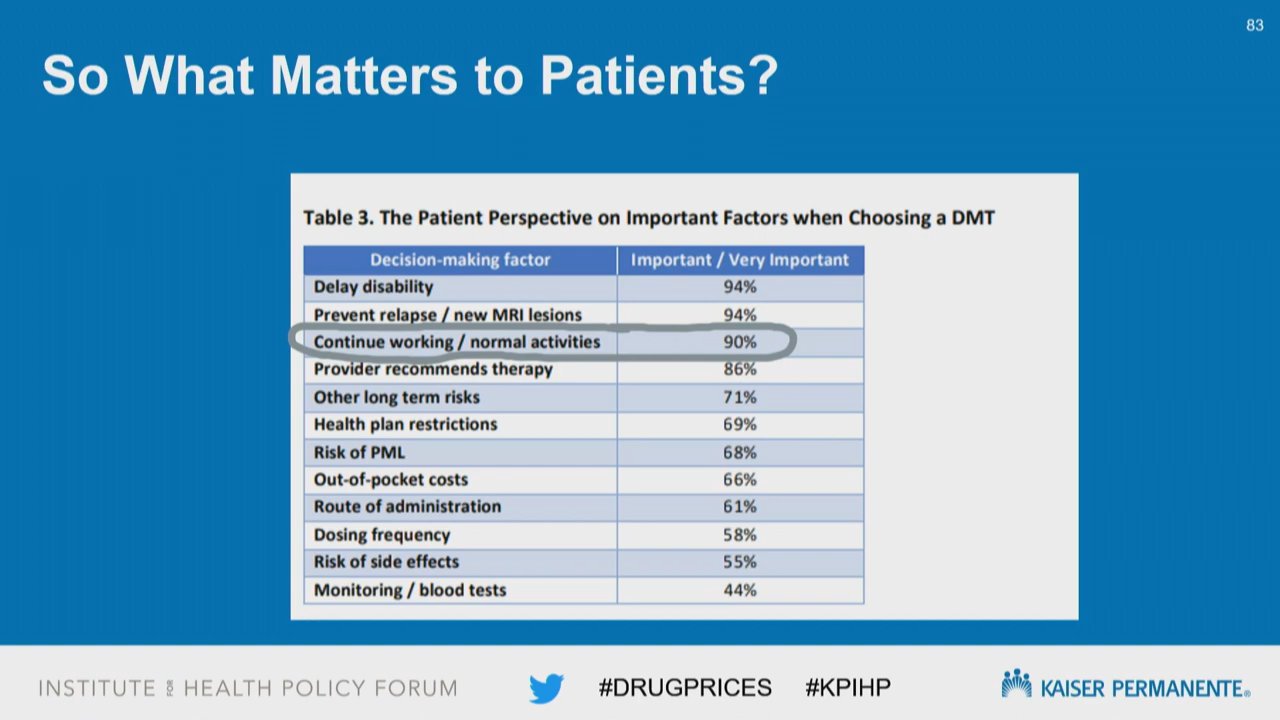 83
So What Matters to Patients?
Table 3. The Patient Perspective on Important Factors when Choosing a DMT
Decision-making factor Important / Very Important
Delay disability 94%
Prevent relapse / new MRI lesions 94%
Continue working / normal activities 90%
Provider recommends therapy 86%
Other long term risks 71%
Health plan restrictions 69%
Risk of PML 68%
Out-of-pocket costs 66%
Route of administration 61%
Dosing frequency 58%
Risk of side effects 55%
Monitoring / blood tests 44%
INSTITUTE FOR HEALTH POLICY FORUM #DRUGPRICES #KPIHP KAISER PERMANENTE®